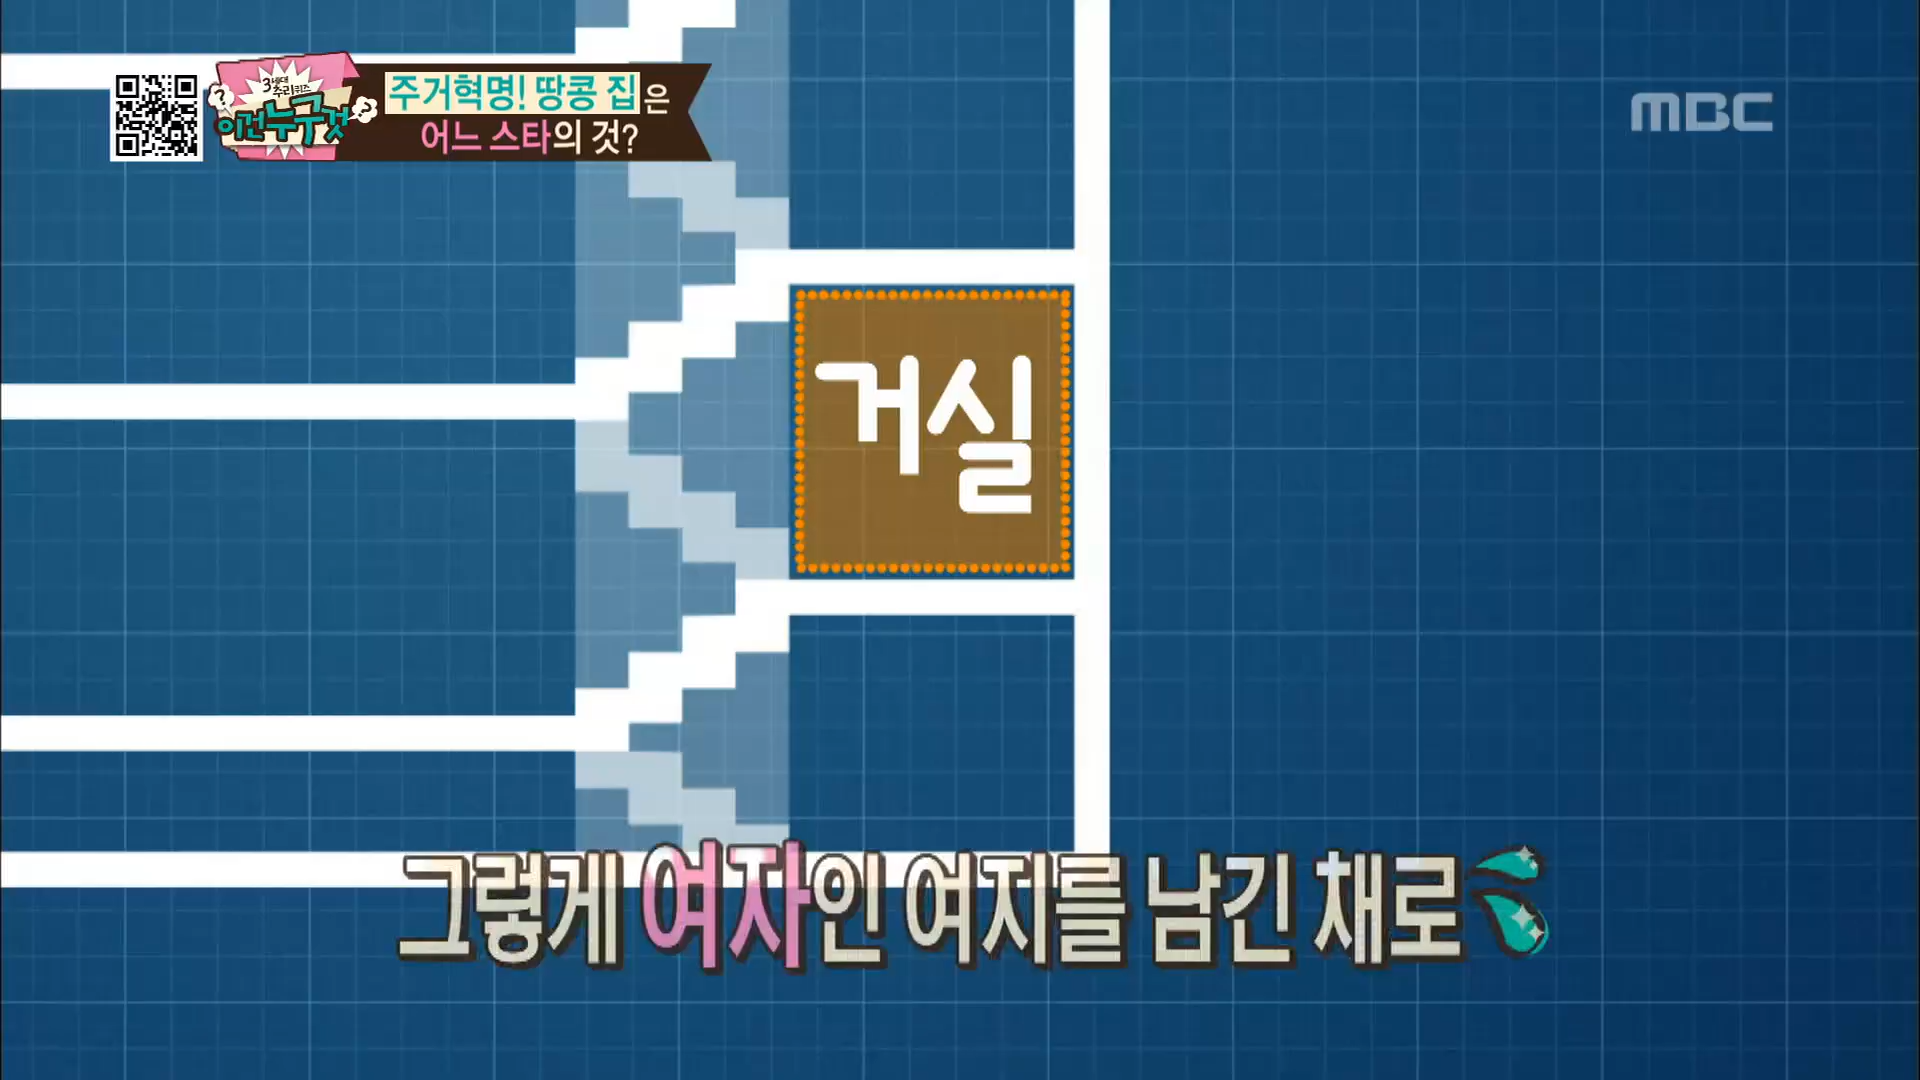 3세대
추리퀴즈
이건 누구 것
?
?
주거혁명! 땅콩 집은
어느 스타의 것?
MBC
거실
그렇게 여자인 여지를 남긴 채로